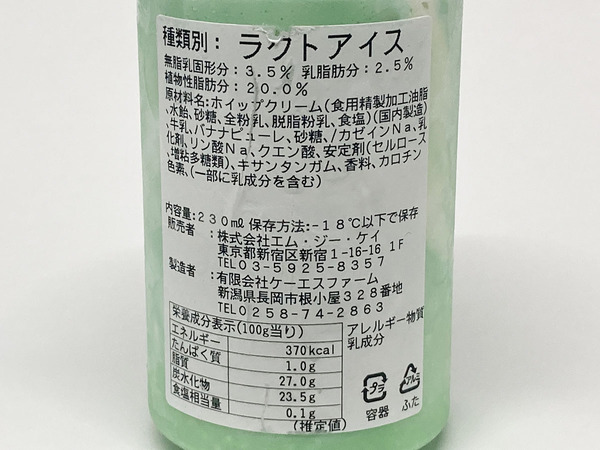 種類別： ラクトアイス
無脂乳固形分：３.５％ 乳脂肪分：２.５％
植物性脂肪分：２０.０％
原材料名：ホイップクリーム（食用精製加工油脂
、水飴、砂糖、全粉乳、脱脂粉乳、食塩）（国内製造）
、牛乳、バナナピューレ、砂糖、/カゼインＮａ、乳
化剤、リン酸Ｎａ、クエン酸、安定剤（セルロース
、増粘多糖類）、キサンタンガム、香料、カロチン
色素、（一部に乳成分を含む）
内容量：２３０㎖ 保存方法：－１８℃以下で保存
販売者 ：株式会社エム・ジー・ケイ
東京都新宿区新宿１-16-16 1F
TEL０３-５９２５-８３５７
製造者 ：有限会社ケーエスファーム
新潟県長岡市根小屋３２８番地
TEL０２５８-７４-２８６３
栄養成分表示(100g当り)
エネルギー 370kcal
たんぱく質 1.0g
脂質 27.0g
炭水化物 23.5g
食塩相当量 0.1g
(推定値)
アレルギー物質
乳成分
プラ
容器
アルミ
ふた